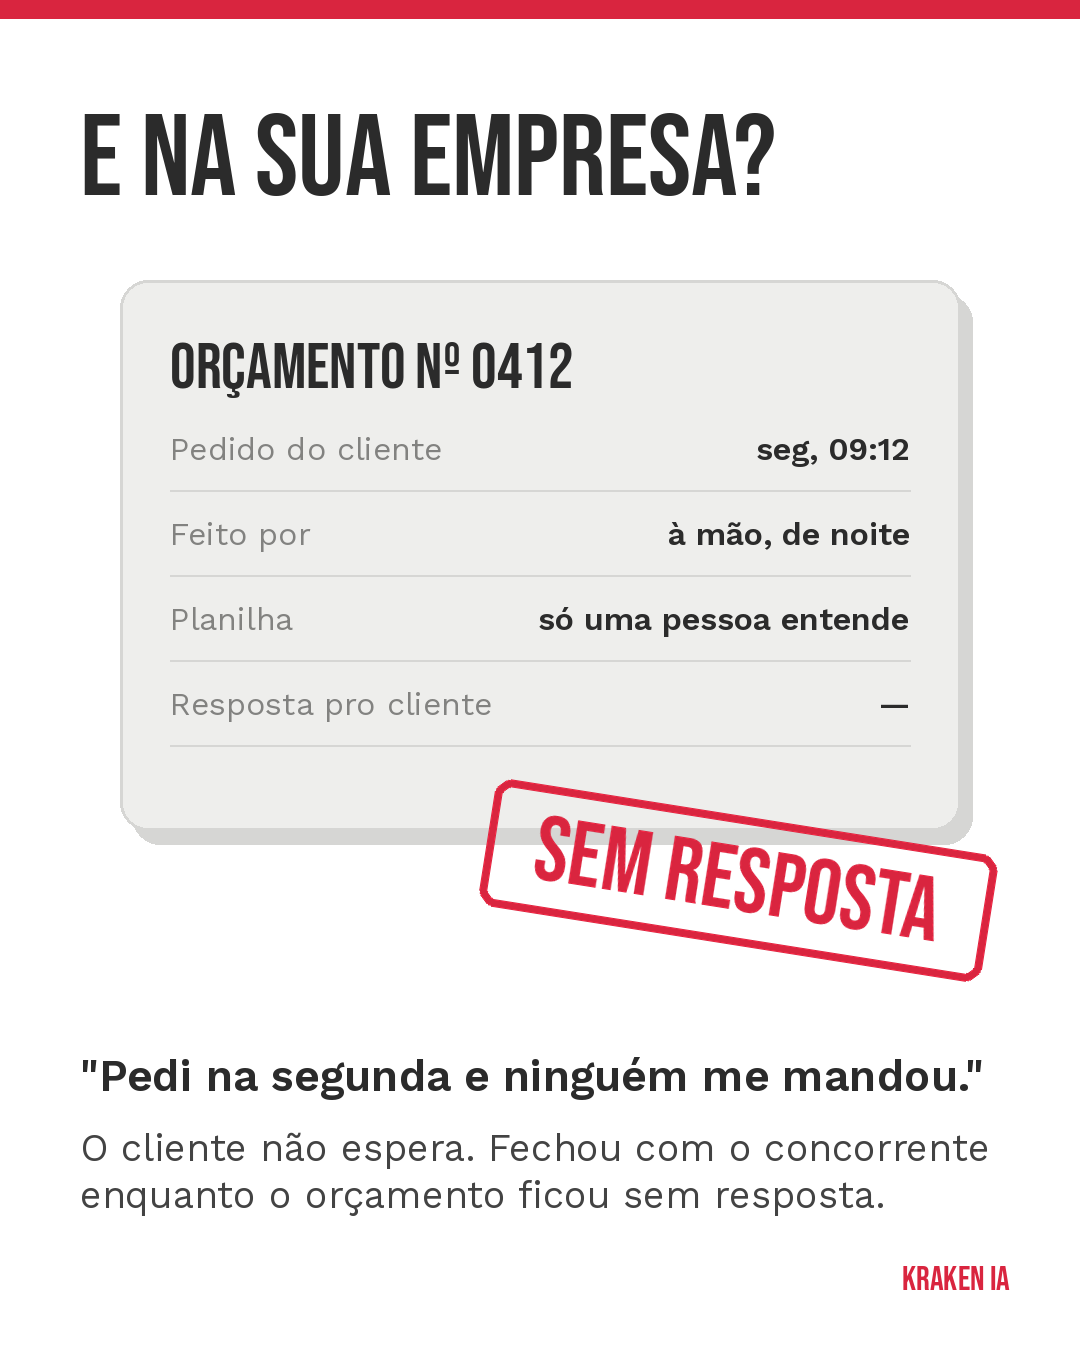 E NA SUA EMPRESA?
ORÇAMENTO Nº 0412
Pedido do cliente seg, 09:12
Feito por à mão, de noite
Planilha só uma pessoa entende
Resposta pro cliente —
SEM RESPOSTA
"Pedi na segunda e ninguém me mandou."
O cliente não espera. Fechou com o concorrente
enquanto o orçamento ficou sem resposta.
KRAKEN IA